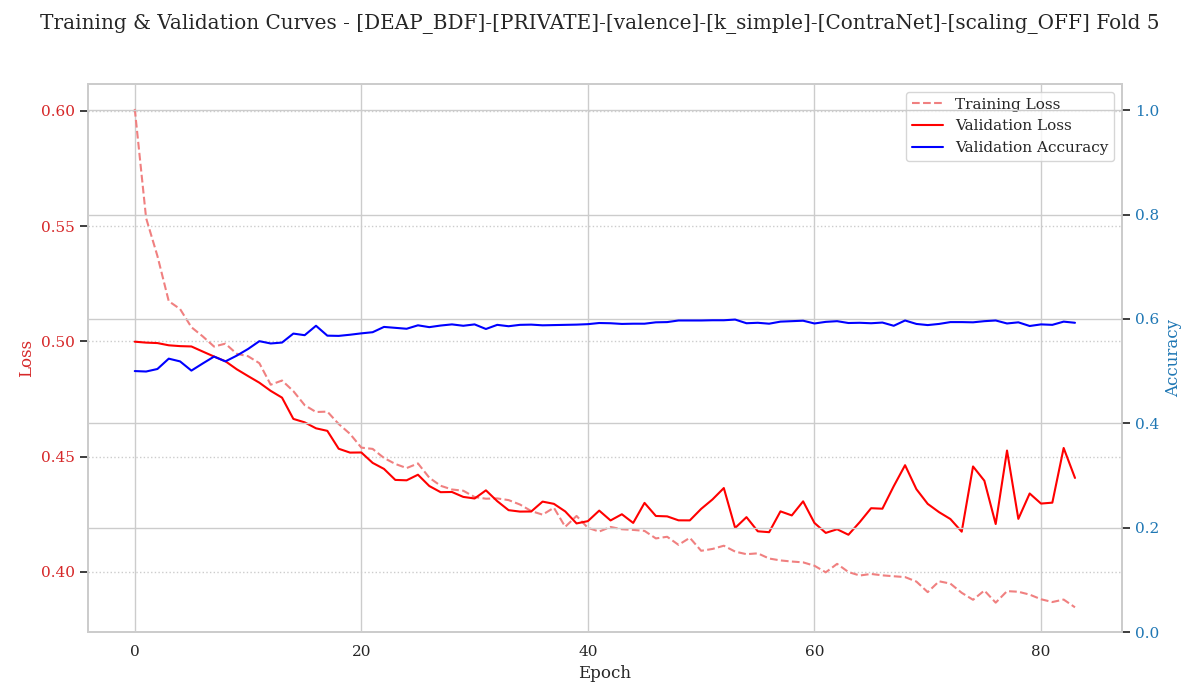 Training & Validation Curves - [DEAP_BDF]-[PRIVATE]-[valence]-[k_simple]-[ContraNet]-[scaling_OFF] Fold 5
Training Loss
Validation Loss
Validation Accuracy
0.60
0.55
0.50
0.45
0.40
Loss
1.0
0.8
0.6
0.4
0.2
0.0
Accuracy
0
20
40
60
80
Epoch